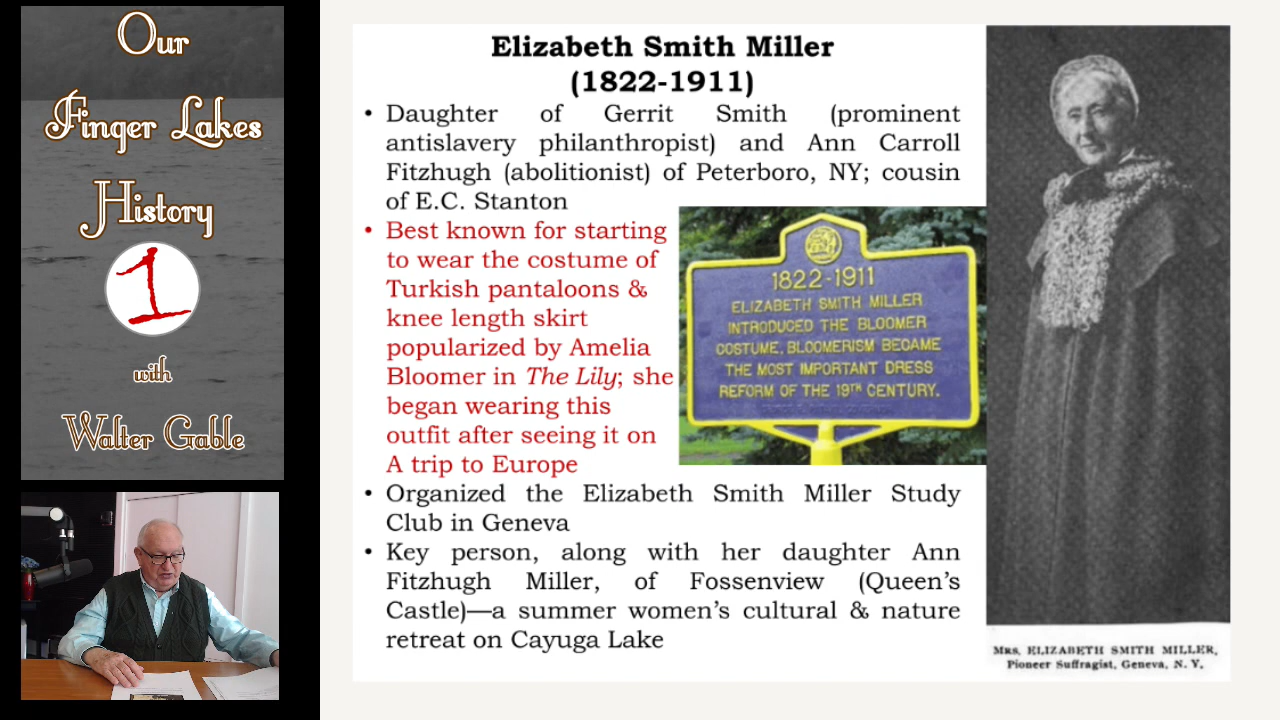 Our
Finger Lakes
History
1
with
Walter Gable
Elizabeth Smith Miller
(1822-1911)
• Daughter of Gerrit Smith (prominent
antislavery philanthropist) and Ann Carroll
Fitzhugh (abolitionist) of Peterboro, NY; cousin
of E.C. Stanton
• Best known for starting
to wear the costume of
Turkish pantaloons &
knee length skirt
popularized by Amelia
Bloomer in The Lily; she
began wearing this
outfit after seeing it on
A trip to Europe
• Organized the Elizabeth Smith Miller Study
Club in Geneva
• Key person, along with her daughter Ann
Fitzhugh Miller, of Fossenview (Queen's
Castle)—a summer women's cultural & nature
retreat on Cayuga Lake
1822-1911
ELIZABETH SMITH MILLER
INTRODUCED THE BLOOMER
COSTUME, BLOOMERISM BECAME
THE MOST IMPORTANT DRESS
REFORM OF THE 19TH CENTURY.
MRS. ELIZABETH SMITH MILLER,
Pioneer Suffragist, Geneva, N. Y.